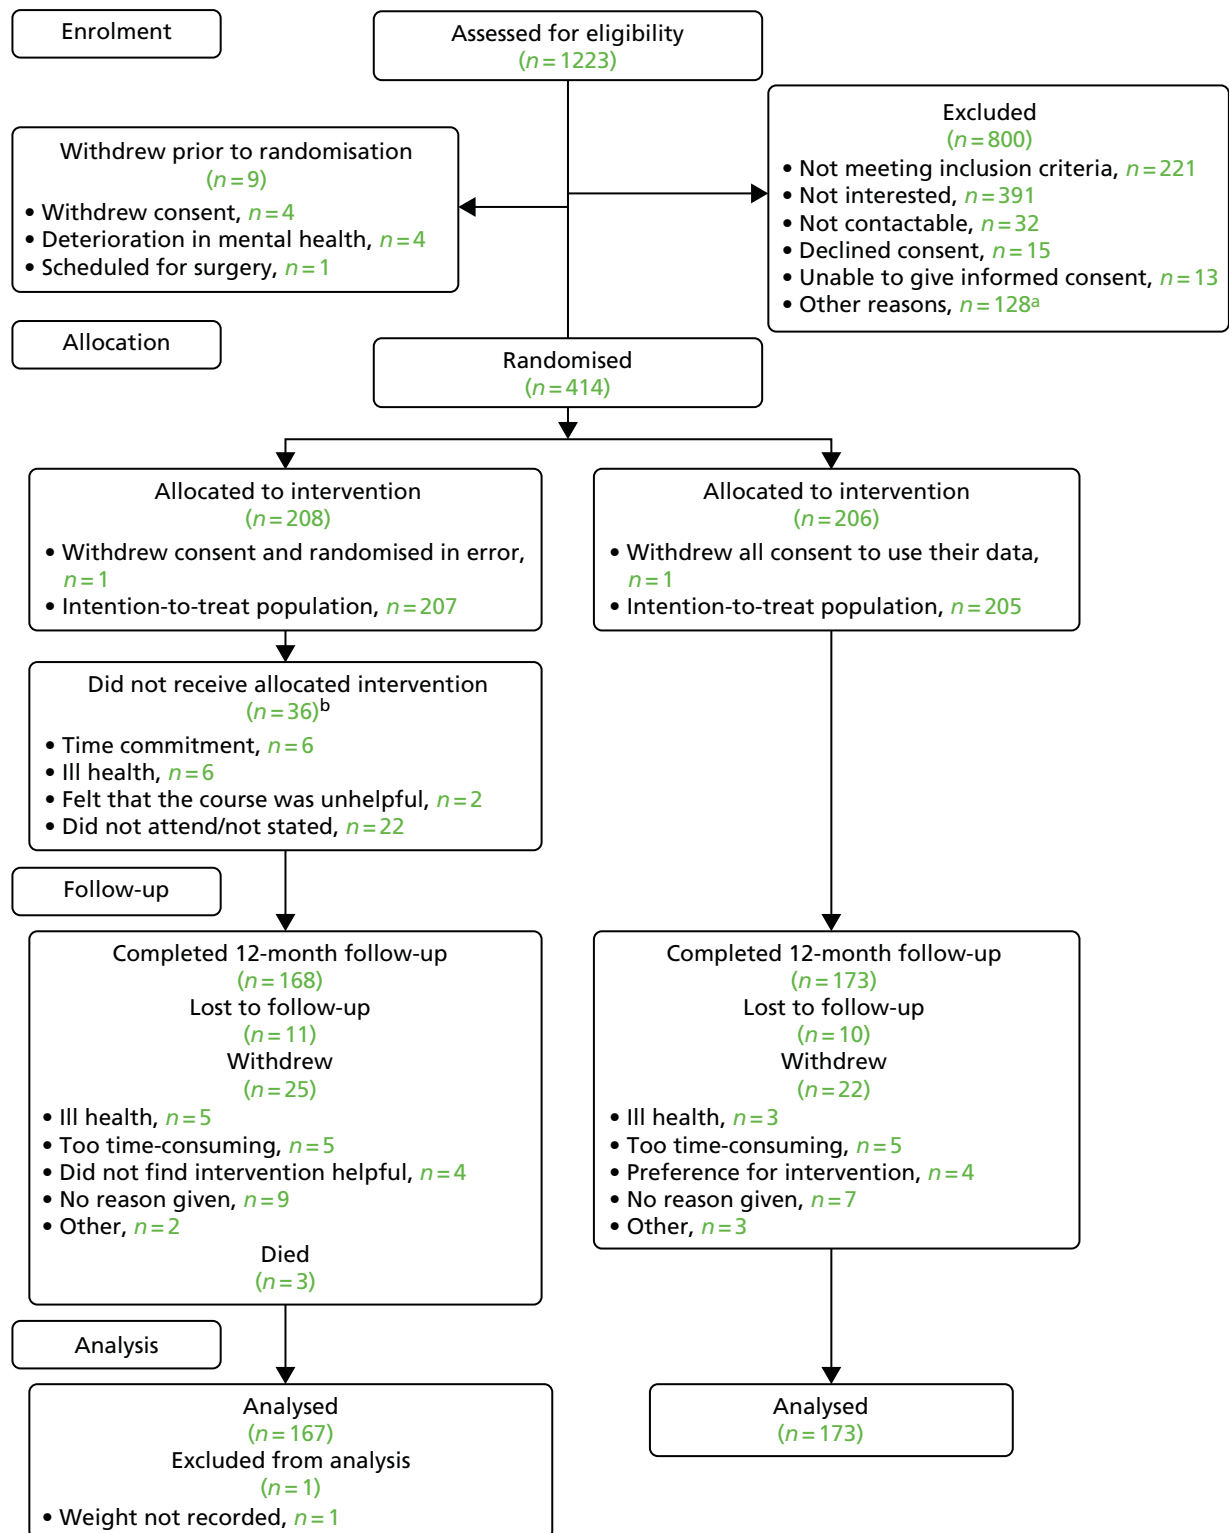 Enrolment
Assessed for eligibility
(n=1223)
Excluded
(n=800)
• Not meeting inclusion criteria, n=221
• Not interested, n=391
• Not contactable, n=32
• Declined consent, n=15
• Unable to give informed consent, n=13
• Other reasons, n=128a
Withdrew prior to randomisation
(n=9)
• Withdrew consent, n=4
• Deterioration in mental health, n=4
• Scheduled for surgery, n=1
Allocation
Randomised
(n=414)
Allocated to intervention
(n=208)
• Withdrew consent and randomised in error,
n=1
• Intention-to-treat population, n=207
Allocated to intervention
(n=206)
• Withdrew all consent to use their data,
n=1
• Intention-to-treat population, n=205
Did not receive allocated intervention
(n=36)b
• Time commitment, n=6
• Ill health, n=6
• Felt that the course was unhelpful, n=2
• Did not attend/not stated, n=22
Follow-up
Completed 12-month follow-up
(n=168)
Lost to follow-up
(n=11)
Withdrew
(n=25)
• Ill health, n=5
• Too time-consuming, n=5
• Did not find intervention helpful, n=4
• No reason given, n=9
• Other, n=2
Died
(n=3)
Completed 12-month follow-up
(n=173)
Lost to follow-up
(n=10)
Withdrew
(n=22)
• Ill health, n=3
• Too time-consuming, n=5
• Preference for intervention, n=4
• No reason given, n=7
• Other, n=3
Analysis
Analysed
(n=167)
Excluded from analysis
(n=1)
• Weight not recorded, n=1
Analysed
(n=173)